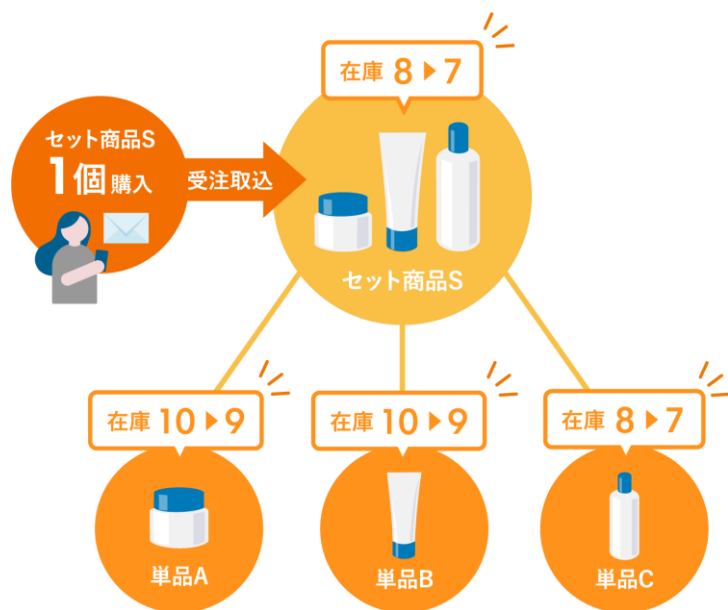 在庫 8▶7
セット商品S
1個 購入
受注取込
セット商品S
在庫 10▶9
在庫 10▶9
在庫 8▶7
単品A
単品B
単品C